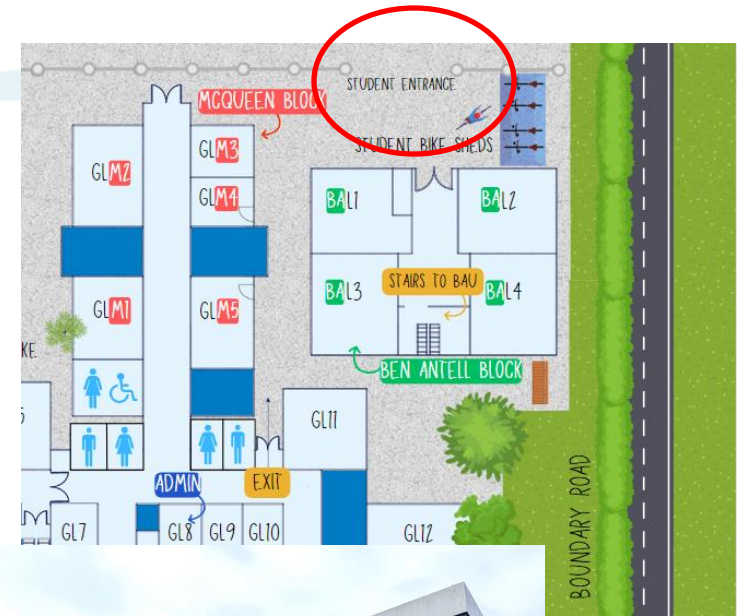 STUDENT ENTRANCE
MCQUEEN BLOCK
STUDENT BIKE SHEDS
GLM2
GLM3
GLM4
BAL1
BAL2
BAL3
STAIRS TO BAU
BAL4
GLM1
GLM5
KE
BEN ANTELL BLOCK
GL11
ADMIN
EXIT
GL7
GL8
GL9
GL10
GL12
BOUNDARY ROAD